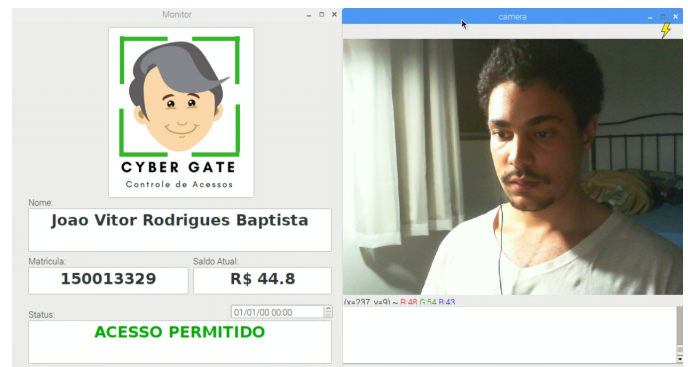 Monitor
camera
CYBER GATE
Controle de Acessos
Nome:
Joao Vitor Rodrigues Baptista
Matricula:
Saldo Atual:
150013329
R$ 44.8
Status:
01/01/00 00:00
ACESSO PERMITIDO
(x=237, y=9) ~ R:48 G:54 B:43